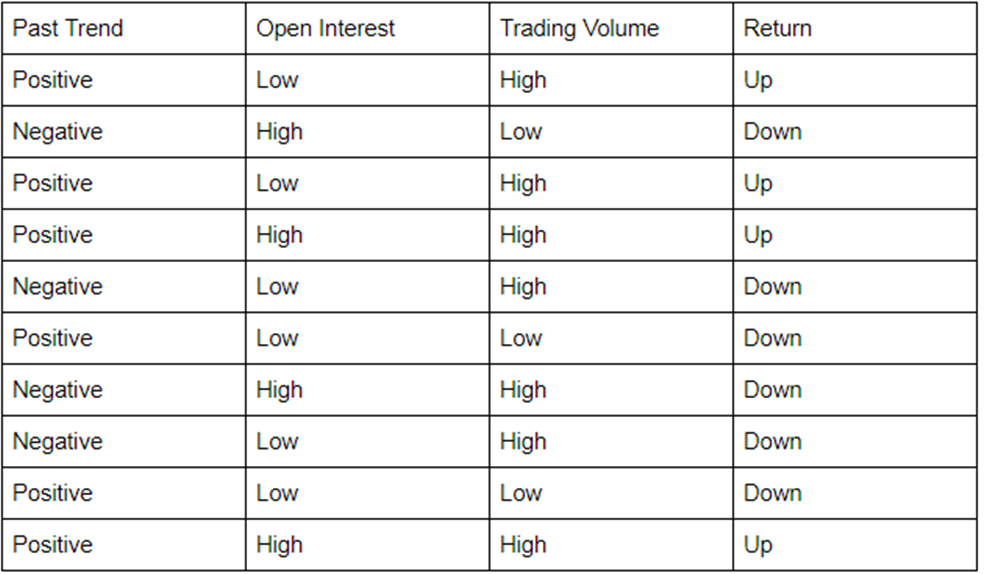 Past Trend Open Interest Trading Volume Return
Positive Low High Up
Negative High Low Down
Positive Low High Up
Positive High High Up
Negative Low High Down
Positive Low Low Down
Negative High High Down
Negative Low High Down
Positive Low Low Down
Positive High High Up